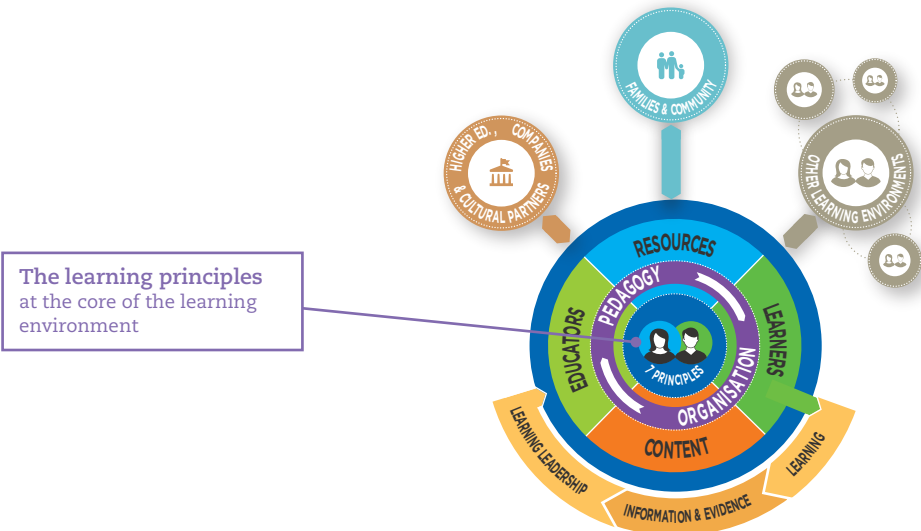 FAMILIES & COMMUNITY
HIGHER ED., COMPANIES
& CULTURAL PARTNERS
OTHER LEARNING ENVIRONMENTS
The learning principles
at the core of the learning
environment
RESOURCES
PEDAGOGY
EDUCATORS
LEARNERS
7 PRINCIPLES
ORGANISATION
CONTENT
LEARNING LEADERSHIP
INFORMATION & EVIDENCE
LEARNING